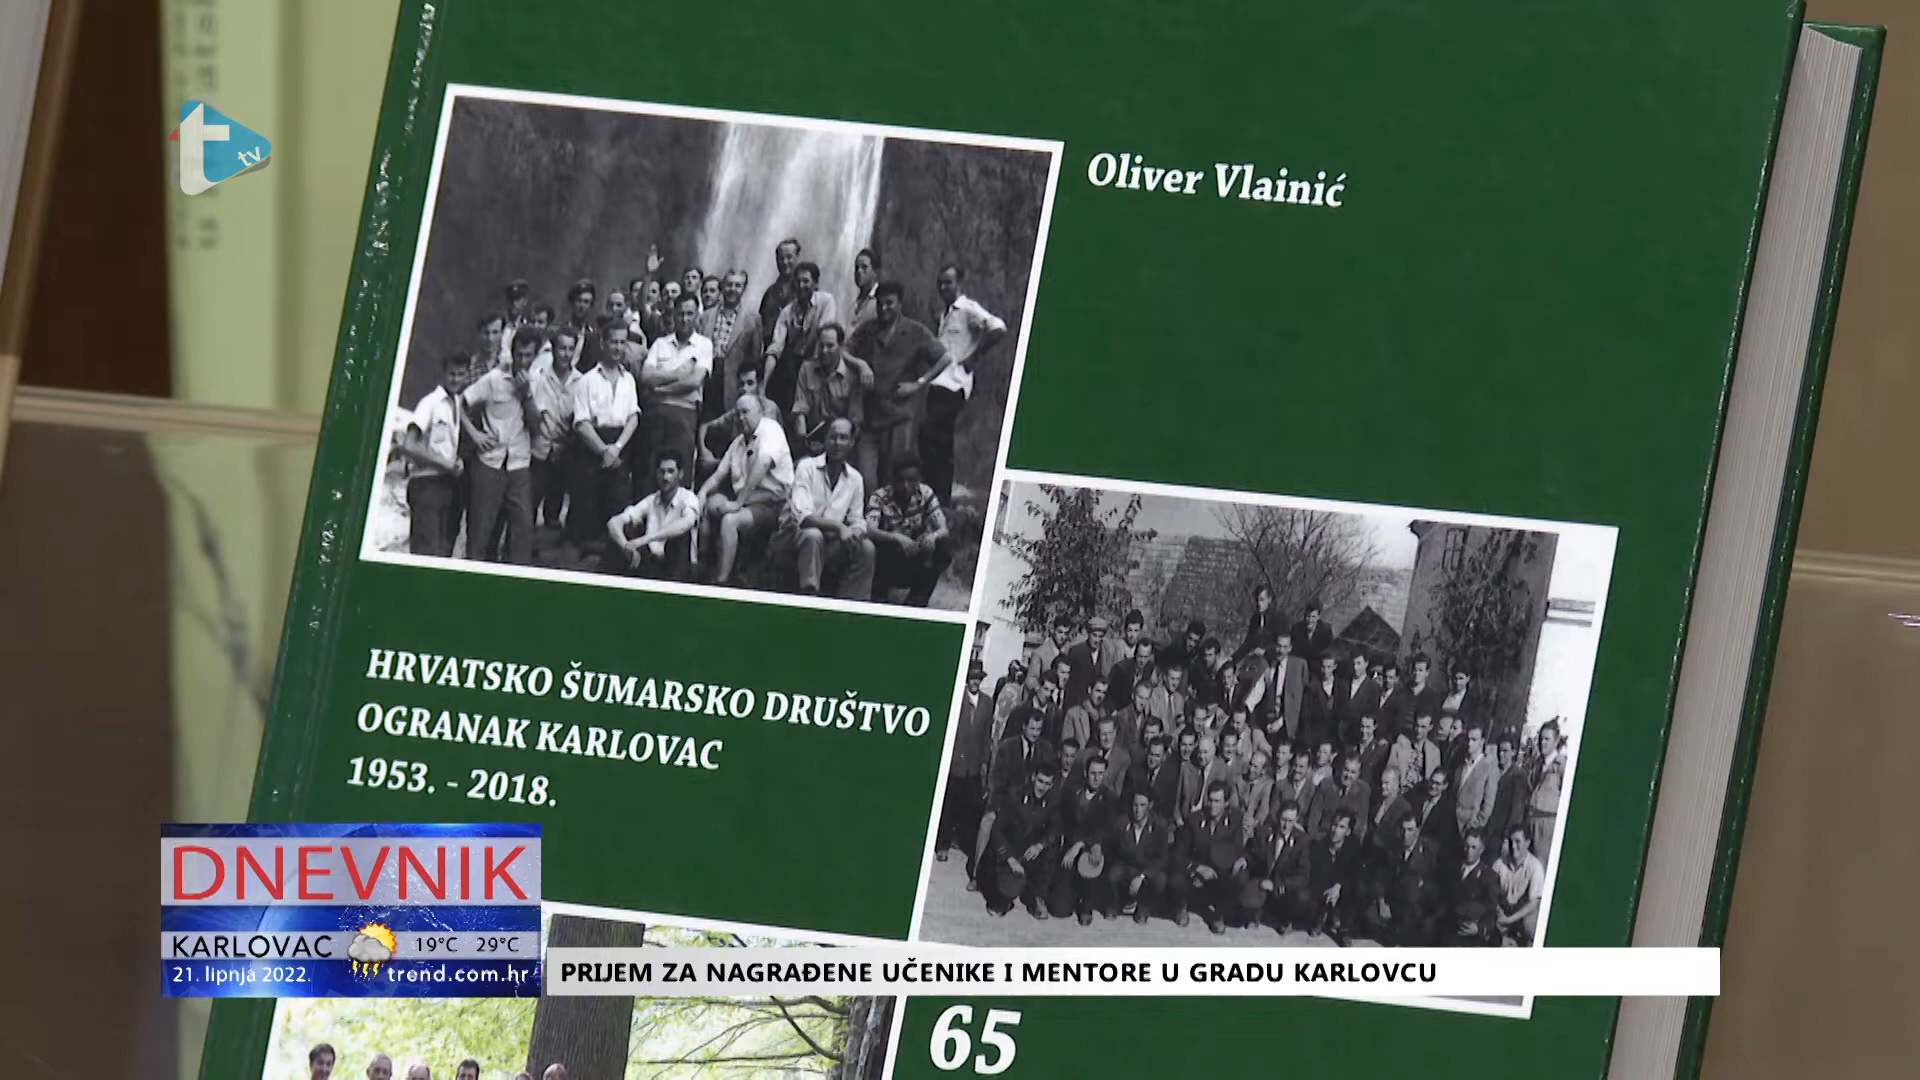 t tv
Oliver Vlainić
HRVATSKO ŠUMARSKO DRUŠTVO
OGRANAK KARLOVAC
1953. - 2018.
DNEVNIK
KARLOVAC 19°C 29°C
21. lipnja 2022. trend.com.hr
PRIJEM ZA NAGRAĐENE UČENIKE I MENTORE U GRADU KARLOVCU
65